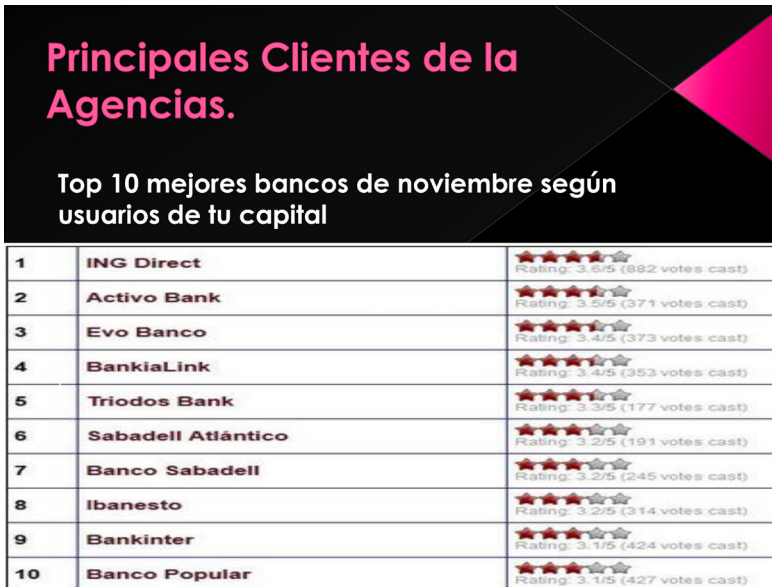 Principales Clientes de la
Agencias.
Top 10 mejores bancos de noviembre según
usuarios de tu capital
1 ING Direct Rating: 3.6/5 (882 votes cast)
2 Activo Bank Rating: 3.5/5 (371 votes cast)
3 Evo Banco Rating: 3.4/5 (373 votes cast)
4 BankiaLink Rating: 3.4/5 (353 votes cast)
5 Triodos Bank Rating: 3.3/5 (177 votes cast)
6 Sabadell Atlántico Rating: 3.2/5 (191 votes cast)
7 Banco Sabadell Rating: 3.2/5 (245 votes cast)
8 Ibanesto Rating: 3.2/5 (314 votes cast)
9 Bankinter Rating: 3.1/5 (424 votes cast)
10 Banco Popular Rating: 3.1/5 (427 votes cast)